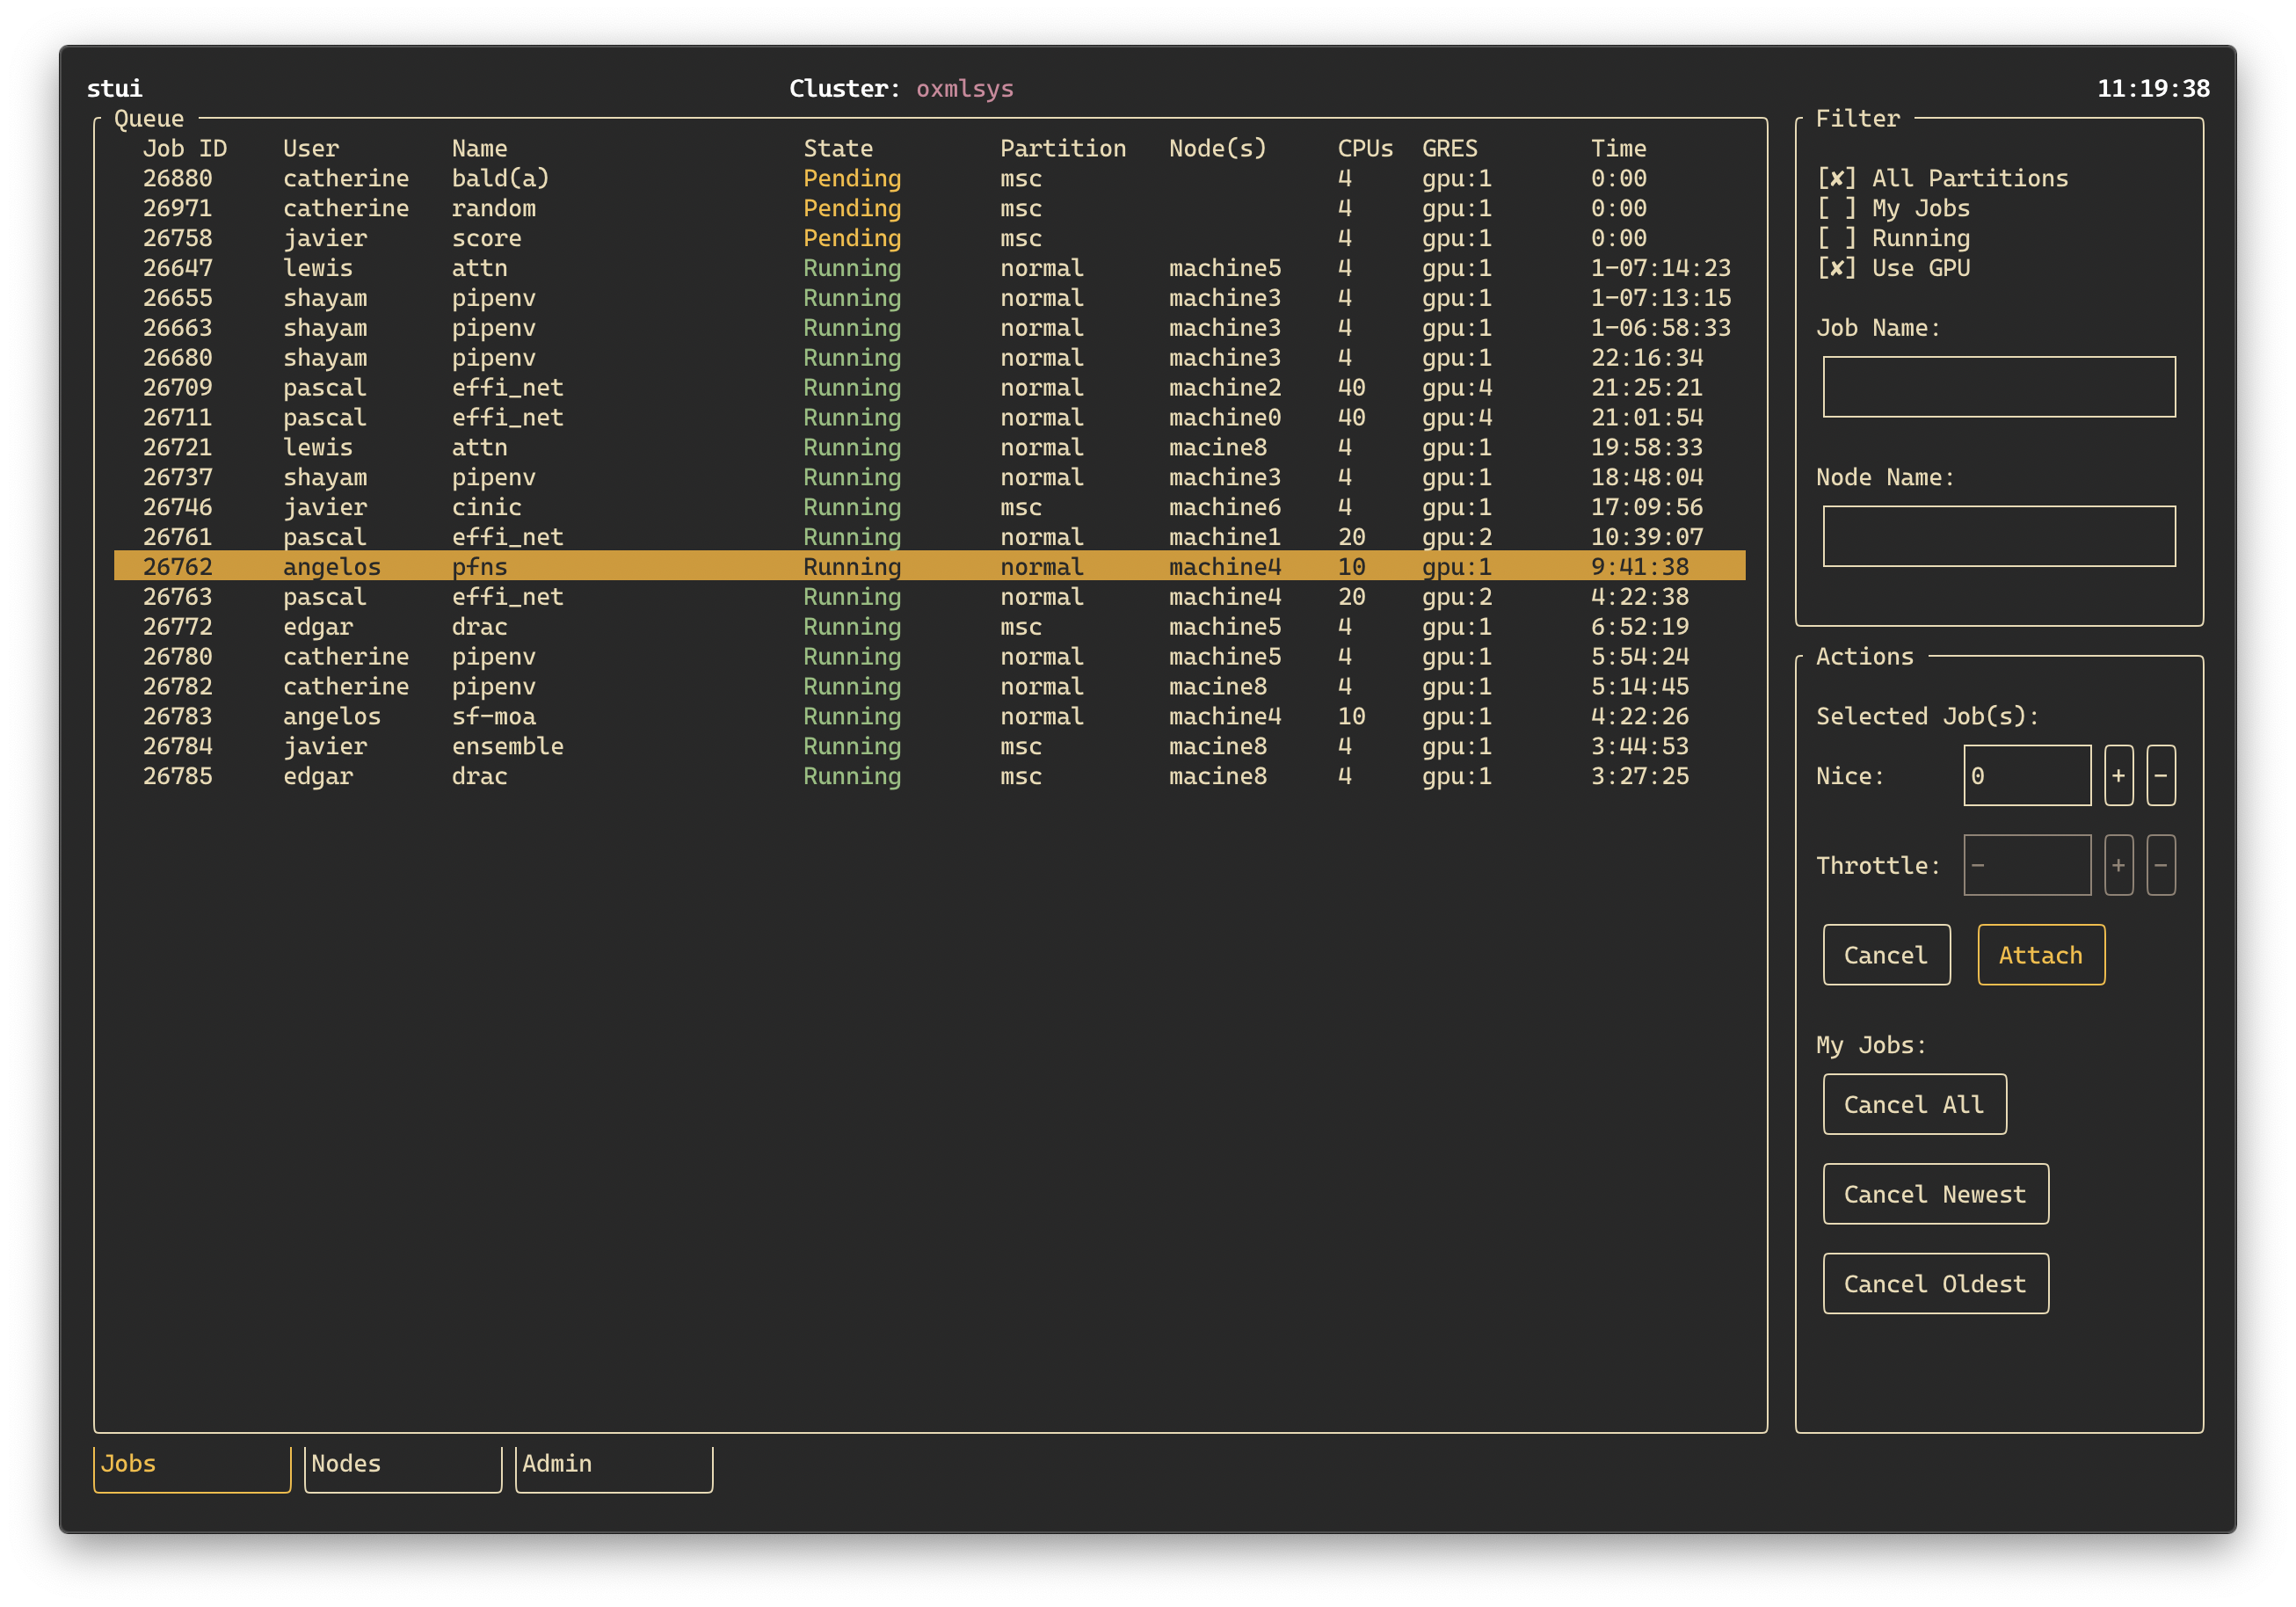 stui Cluster: oxmlsys 11:19:38
Queue
Job ID User Name State Partition Node(s) CPUs GRES Time
26880 catherine bald(a) Pending msc 4 gpu:1 0:00
26971 catherine random Pending msc 4 gpu:1 0:00
26758 javier score Pending msc 4 gpu:1 0:00
26647 lewis attn Running normal machine5 4 gpu:1 1-07:14:23
26655 shayam pipenv Running normal machine3 4 gpu:1 1-07:13:15
26663 shayam pipenv Running normal machine3 4 gpu:1 1-06:58:33
26680 shayam pipenv Running normal machine3 4 gpu:1 22:16:34
26709 pascal effi_net Running normal machine2 40 gpu:4 21:25:21
26711 pascal effi_net Running normal machine0 40 gpu:4 21:01:54
26721 lewis attn Running normal macine8 4 gpu:1 19:58:33
26737 shayam pipenv Running normal machine3 4 gpu:1 18:48:04
26746 javier cinic Running msc machine6 4 gpu:1 17:09:56
26761 pascal effi_net Running normal machine1 20 gpu:2 10:39:07
26762 angelos pfns Running normal machine4 10 gpu:1 9:41:38
26763 pascal effi_net Running normal machine4 20 gpu:2 4:22:38
26772 edgar drac Running msc machine5 4 gpu:1 6:52:19
26780 catherine pipenv Running normal machine5 4 gpu:1 5:54:24
26782 catherine pipenv Running normal macine8 4 gpu:1 5:14:45
26783 angelos sf-moa Running normal machine4 10 gpu:1 4:22:26
26784 javier ensemble Running msc macine8 4 gpu:1 3:44:53
26785 edgar drac Running msc macine8 4 gpu:1 3:27:25
Filter
[✘] All Partitions
[ ] My Jobs
[ ] Running
[✘] Use GPU
Job Name:
Node Name:
Actions
Selected Job(s):
Nice: 0 + -
Throttle: - + -
Cancel Attach
My Jobs:
Cancel All
Cancel Newest
Cancel Oldest
Jobs Nodes Admin